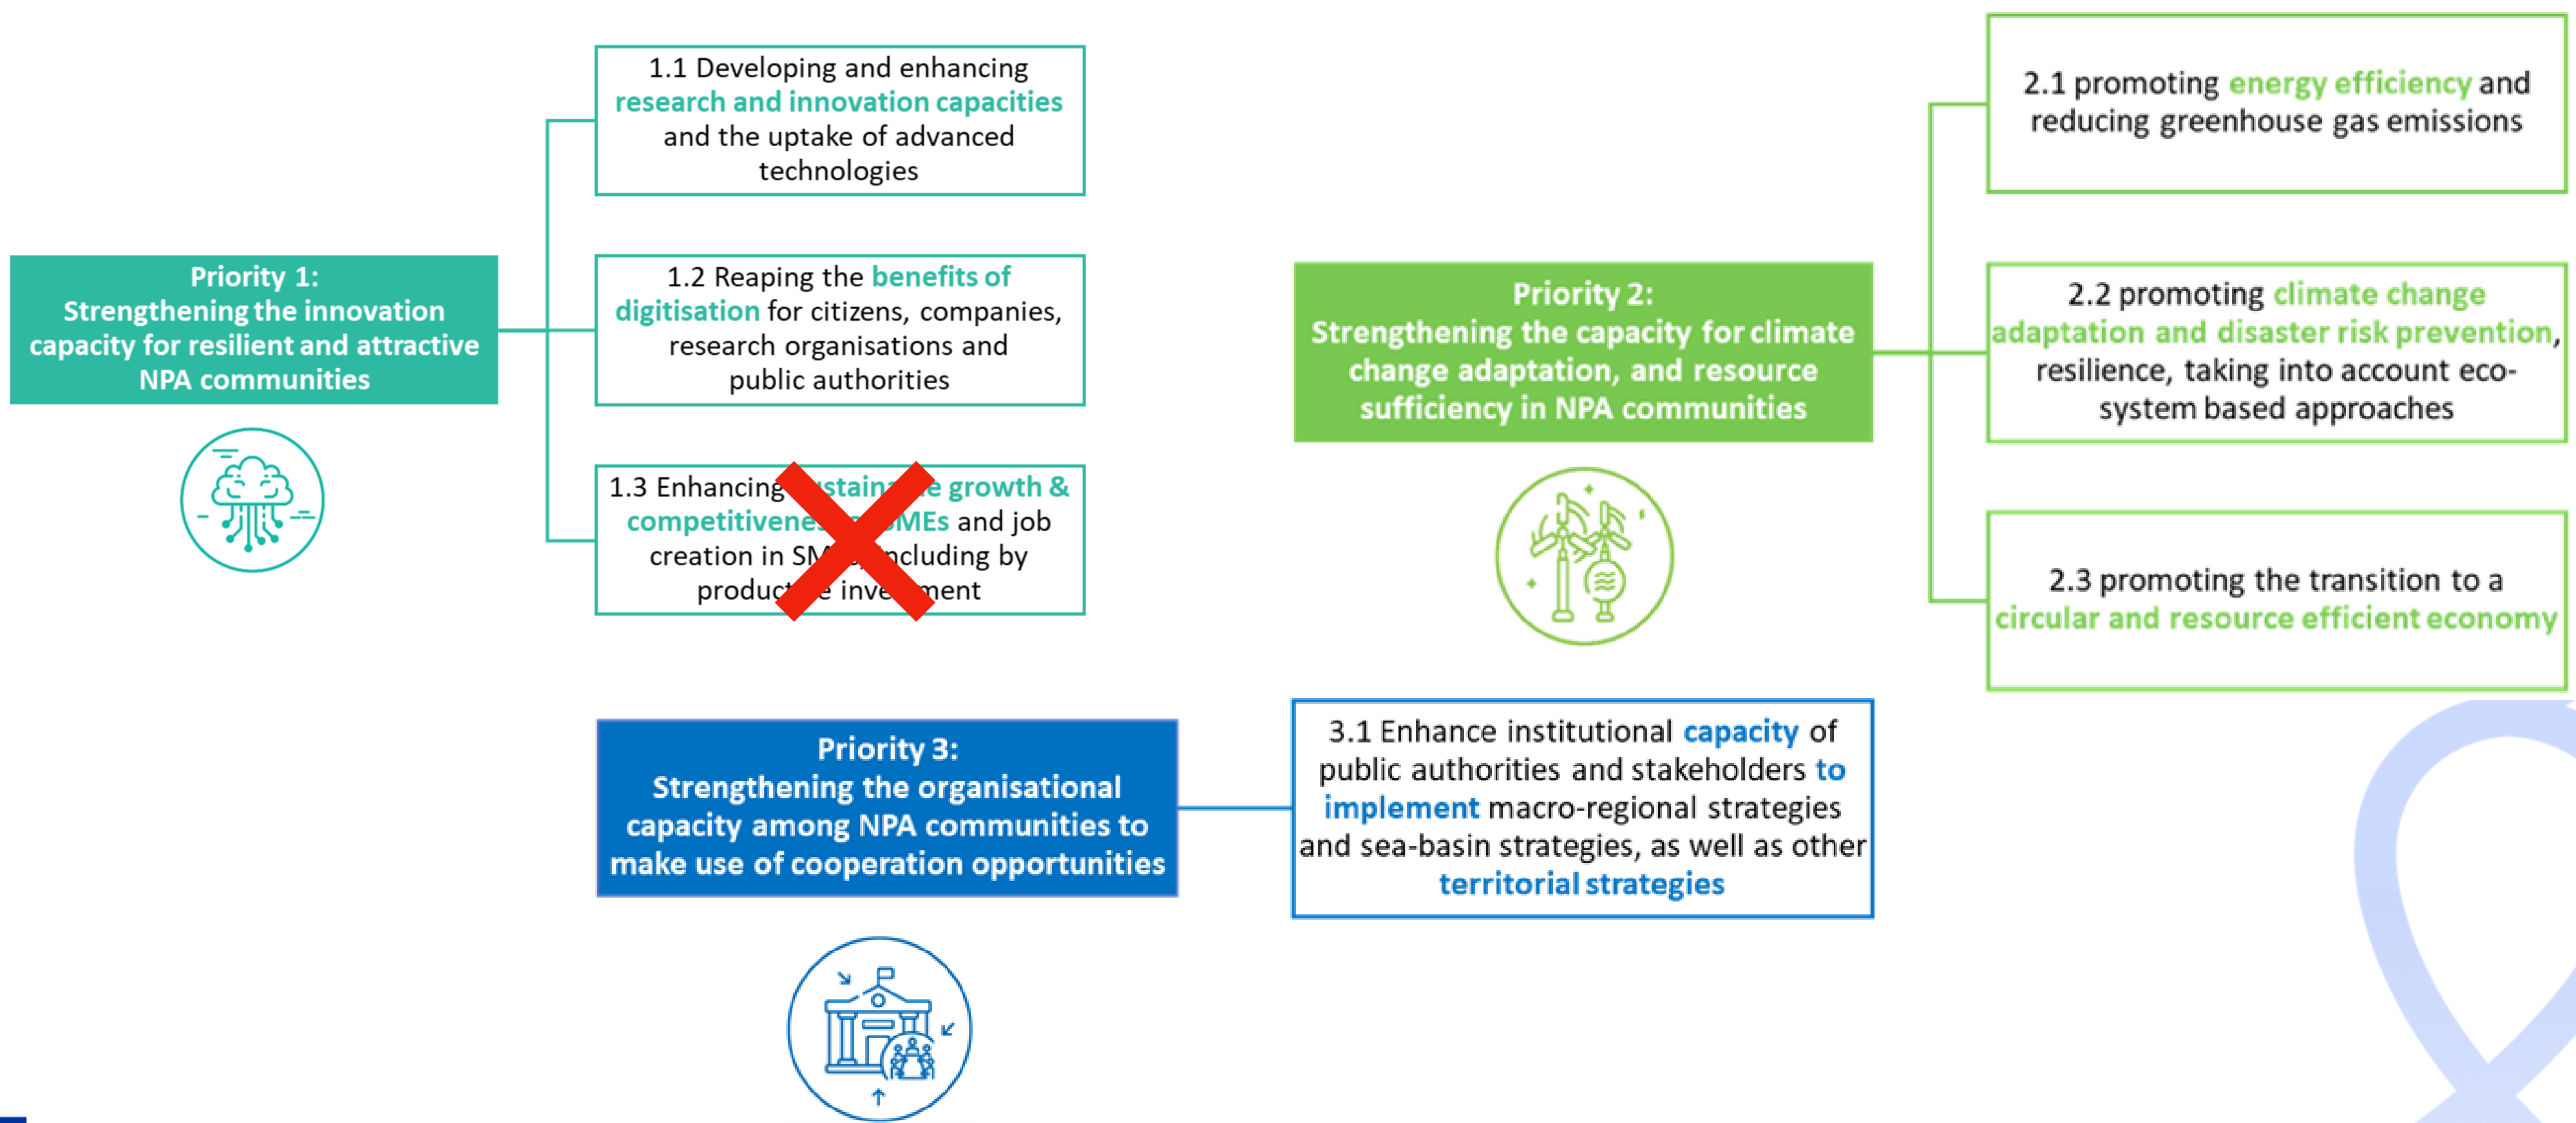 Priority 1:
Strengthening the innovation
capacity for resilient and attractive
NPA communities
1.1 Developing and enhancing
research and innovation capacities
and the uptake of advanced
technologies
1.2 Reaping the benefits of
digitisation for citizens, companies,
research organisations and
public authorities
1.3 Enhancing growth &
and job
creation in including by
Priority 2:
Strengthening the capacity for climate
change adaptation, and resource
sufficiency in NPA communities
2.1 promoting energy efficiency and
reducing greenhouse gas emissions
2.2 promoting climate change
adaptation and disaster risk prevention,
resilience, taking into account eco-
system based approaches
2.3 promoting the transition to a
circular and resource efficient economy
Priority 3:
Strengthening the organisational
capacity among NPA communities to
make use of cooperation opportunities
3.1 Enhance institutional capacity of
public authorities and stakeholders to
implement macro-regional strategies
and sea-basin strategies, as well as other
territorial strategies